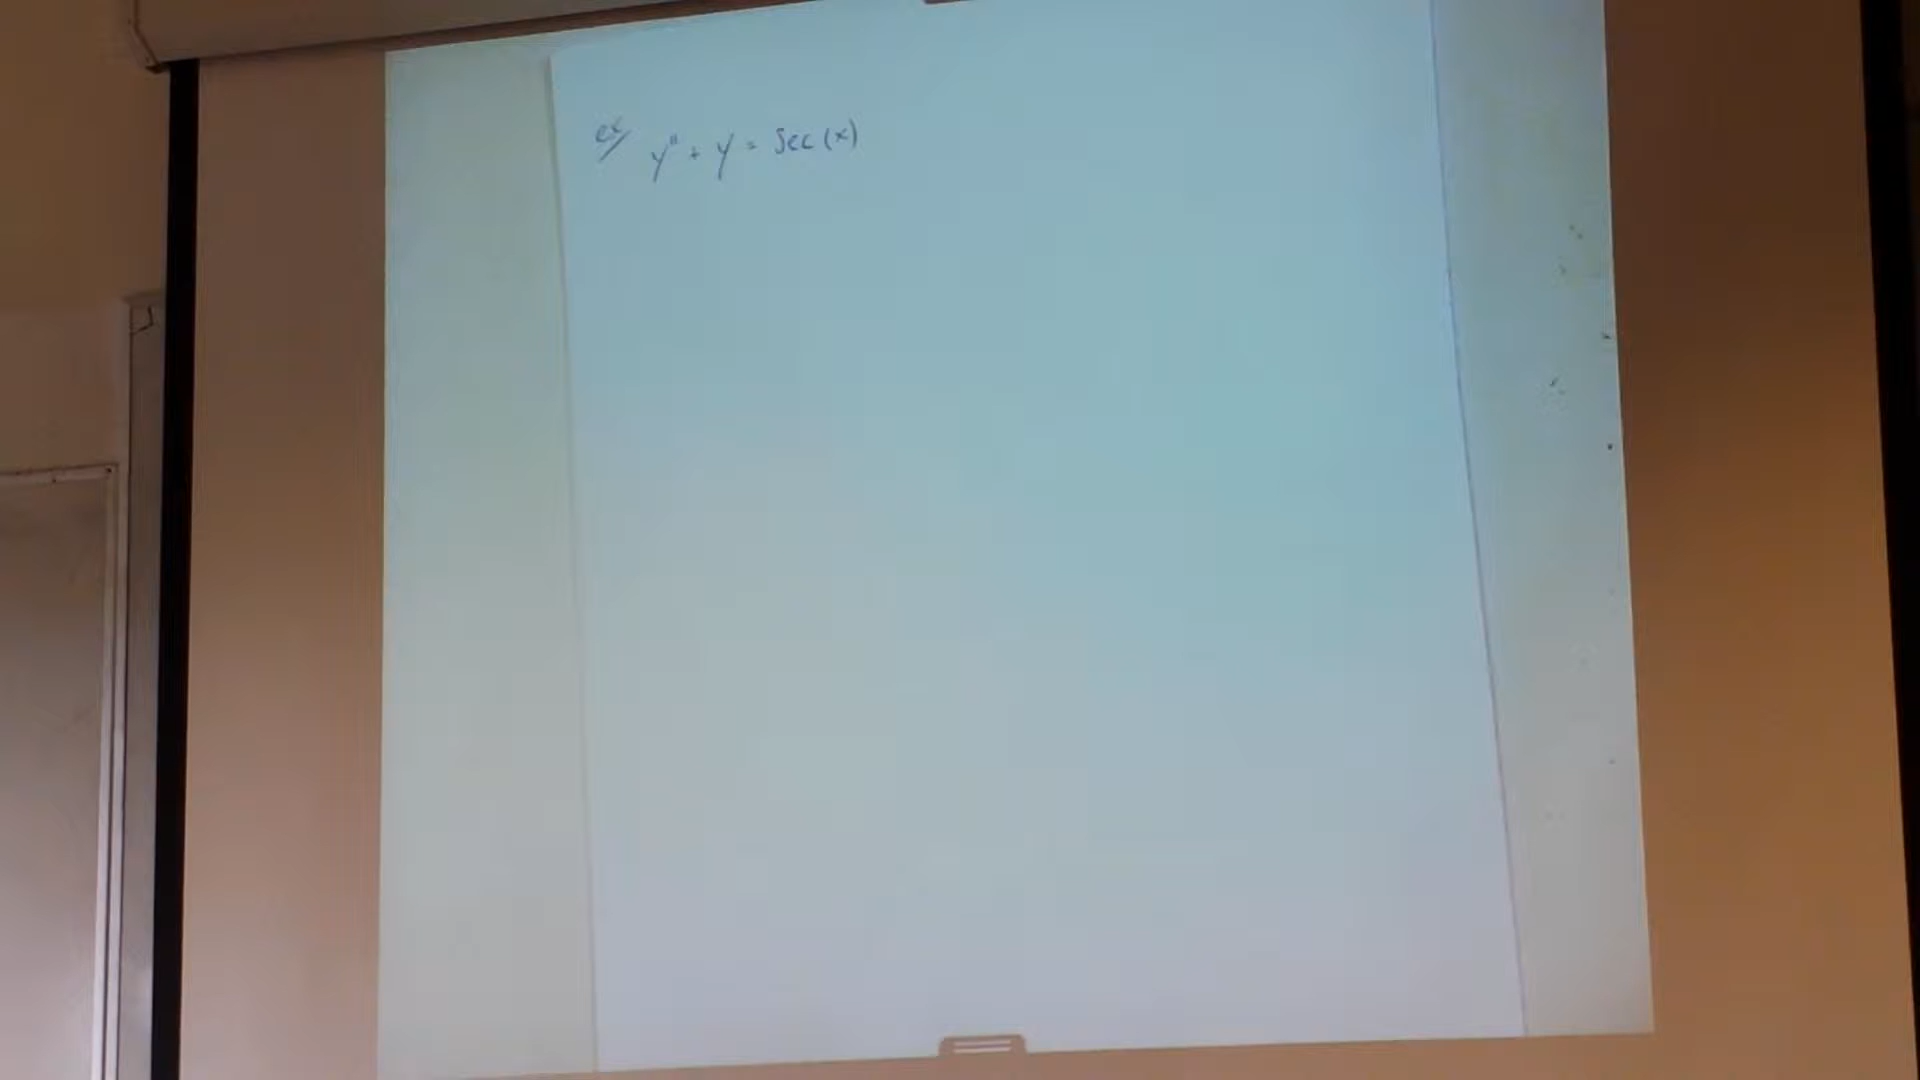 ex/ y" + y = Sec (x)